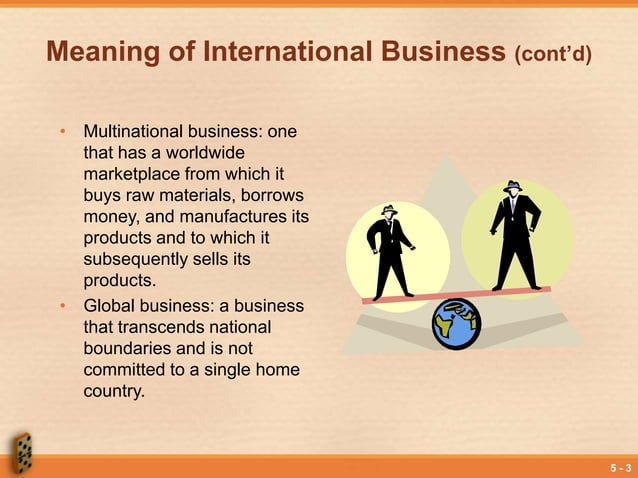 Meaning of International Business (cont’d)
• Multinational business: one
that has a worldwide
marketplace from which it
buys raw materials, borrows
money, and manufactures its
products and to which it
subsequently sells its
products.
• Global business: a business
that transcends national
boundaries and is not
committed to a single home
country.
5 - 3